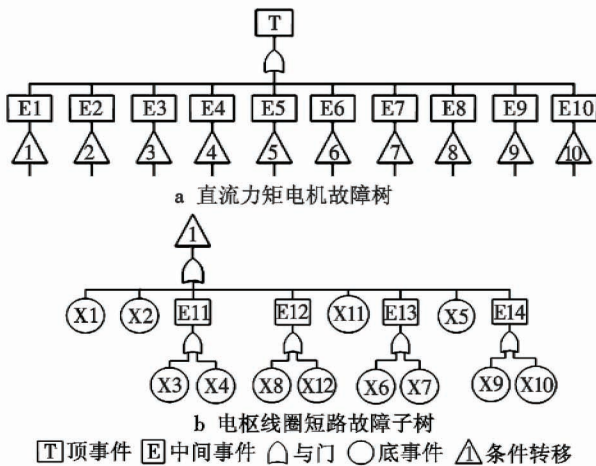 T
E1 E2 E3 E4 E5 E6 E7 E8 E9 E10
1 2 3 4 5 6 7 8 9 10
a 直流力矩电机故障树
1
X1 X2 E11 E12 X11 E13 X5 E14
X3 X4 X8 X12 X6 X7 X9 X10
b 电枢线圈短路故障子树
T 顶事件 E 中间事件 与门 底事件 1 条件转移